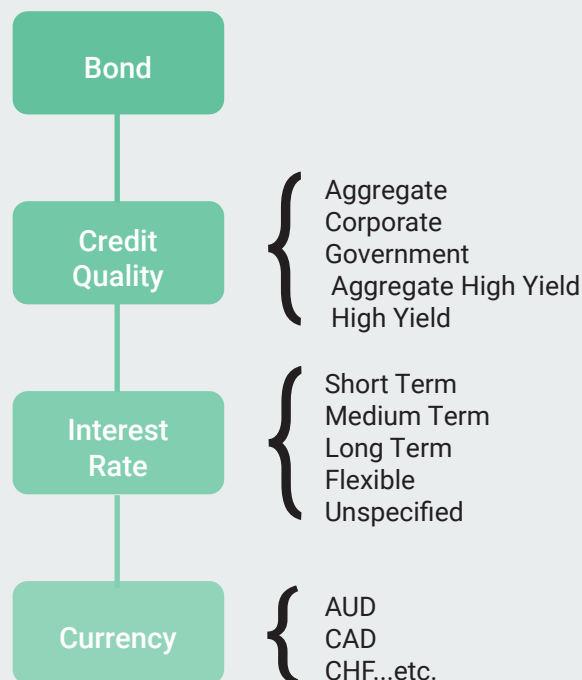 Bond
Credit
Quality
Aggregate
Corporate
Government
Aggregate High Yield
High Yield
Interest
Rate
Short Term
Medium Term
Long Term
Flexible
Unspecified
Currency
AUD
CAD
CHF...etc.